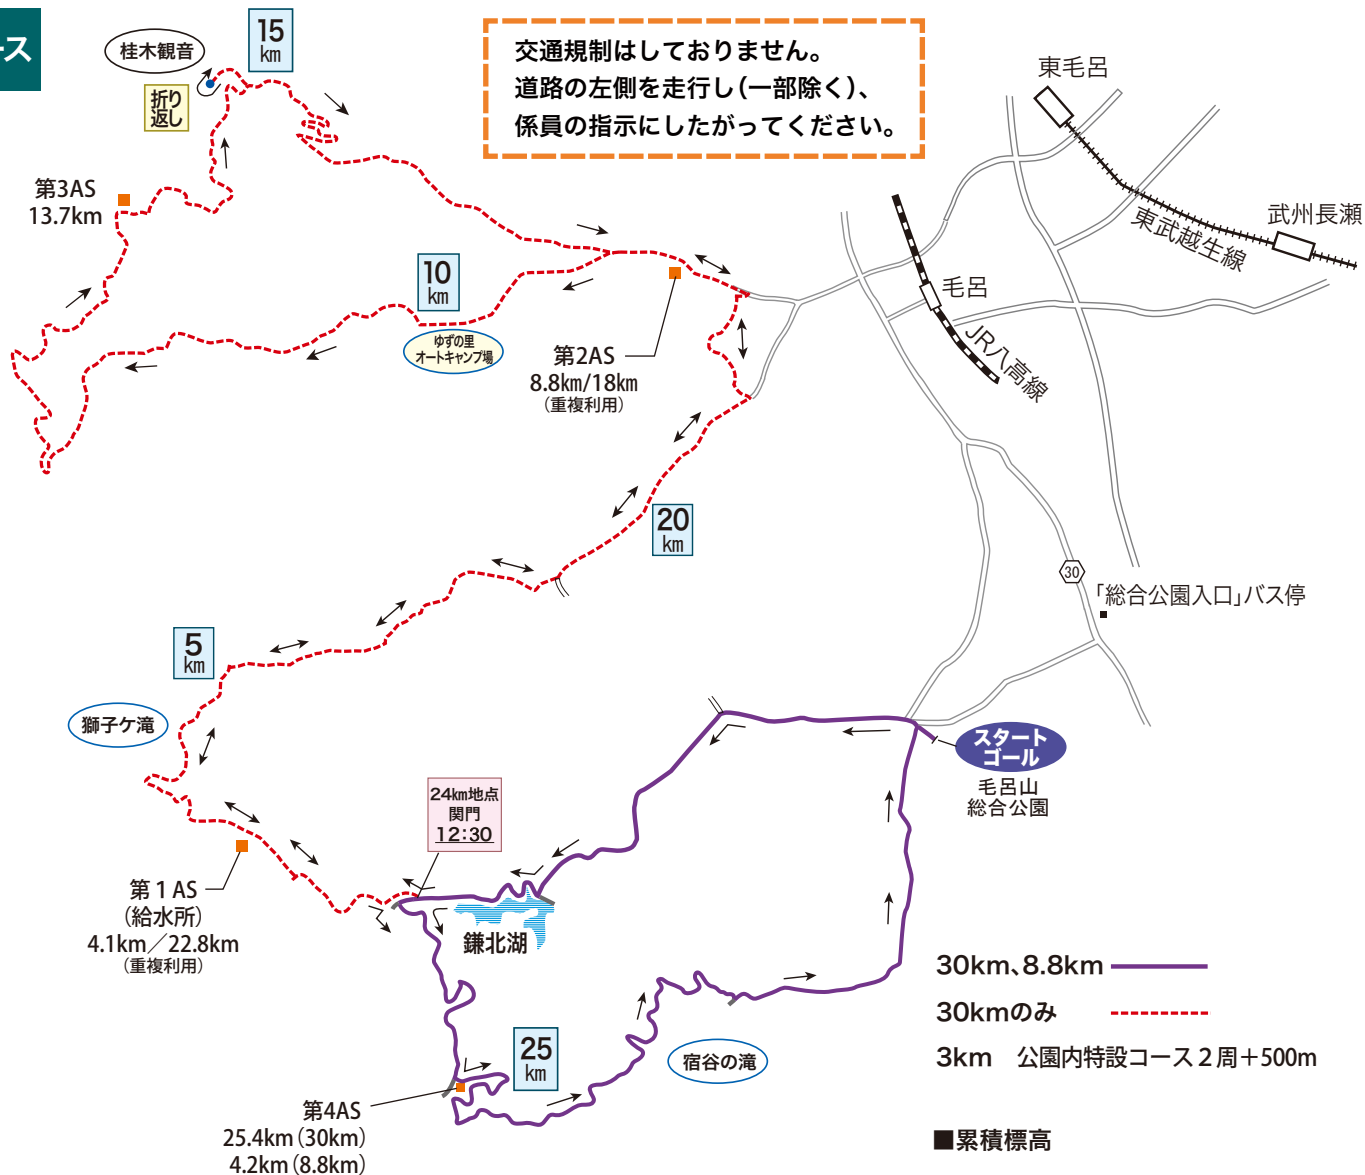 ース
桂木観音
15
km
折り
返し
交通規制はしておりません。
道路の左側を走行し（一部除く）、
係員の指示にしたがってください。
東毛呂
武州長瀬
東武越生線
第3AS
13.7km
10
km
ゆずの里
オートキャンプ場
第2AS
8.8km/18km
（重複利用）
毛呂
JR八高線
20
km
30
「総合公園入口」バス停
5
km
獅子ケ滝
24km地点
関門
12:30
スタート
ゴール
毛呂山
総合公園
第1AS
（給水所）
4.1km／22.8km
（重複利用）
鎌北湖
25
km
宿谷の滝
第4AS
25.4km（30km）
4.2km（8.8km）
30km、8.8km
30kmのみ
3km 公園内特設コース2周＋500m
■累積標高